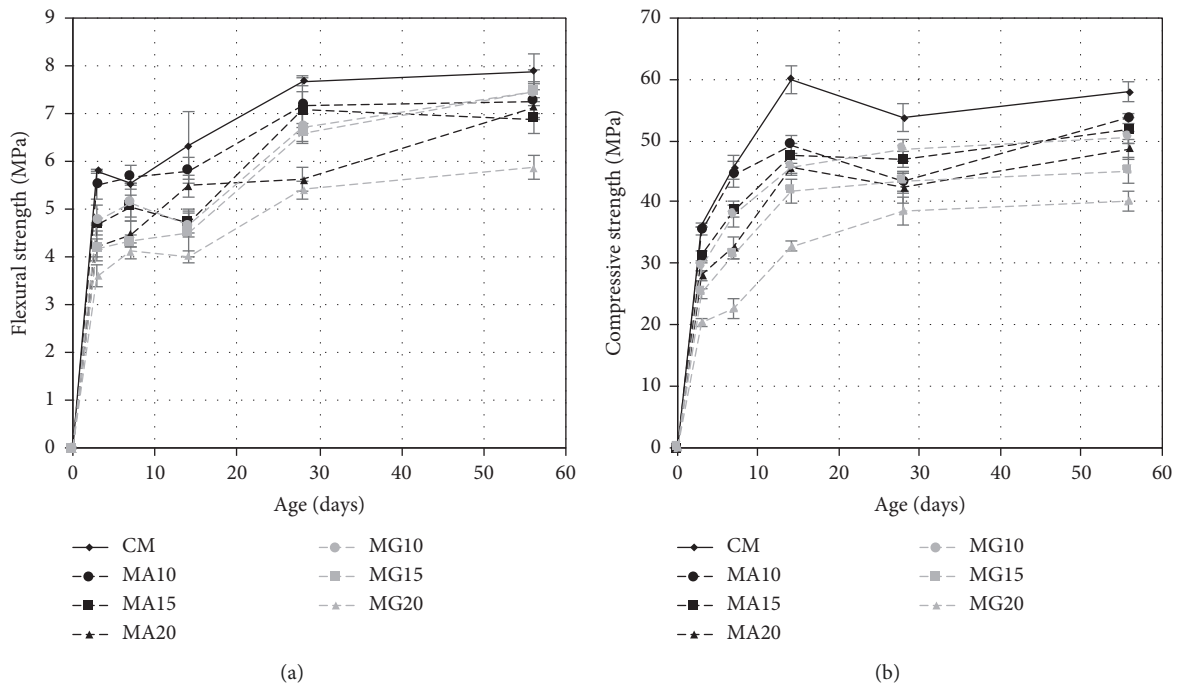 9
8
7
6
5
4
3
2
1
0
Flexural strength (MPa)
0 10 20 30 40 50 60
Age (days)
CM
MA10
MA15
MA20
MG10
MG15
MG20
(a)
70
60
50
40
30
20
10
0
Compressive strength (MPa)
0 10 20 30 40 50 60
Age (days)
CM
MA10
MA15
MA20
MG10
MG15
MG20
(b)